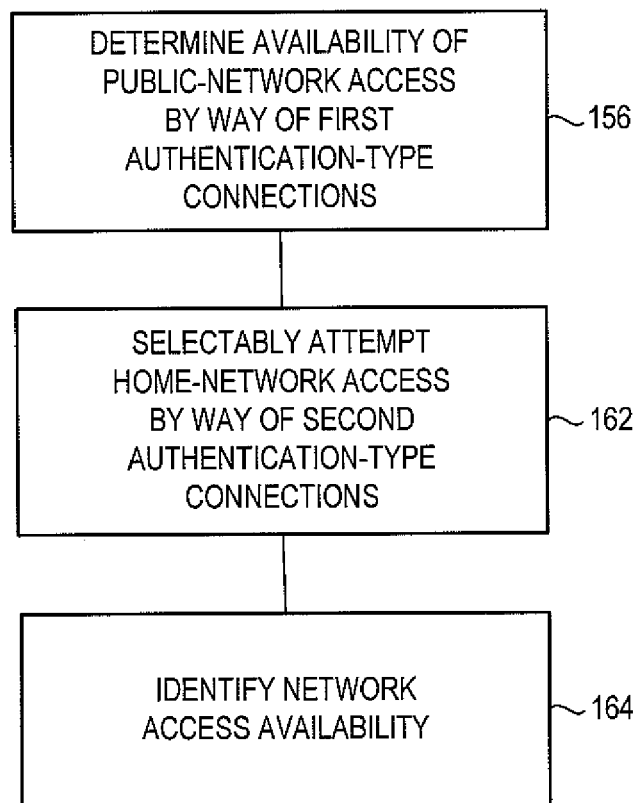 DETERMINE AVAILABILITY OF
PUBLIC-NETWORK ACCESS
BY WAY OF FIRST
AUTHENTICATION-TYPE
CONNECTIONS
156
SELECTABLY ATTEMPT
HOME-NETWORK ACCESS
BY WAY OF SECOND
AUTHENTICATION-TYPE
CONNECTIONS
162
IDENTIFY NETWORK
ACCESS AVAILABILITY
164